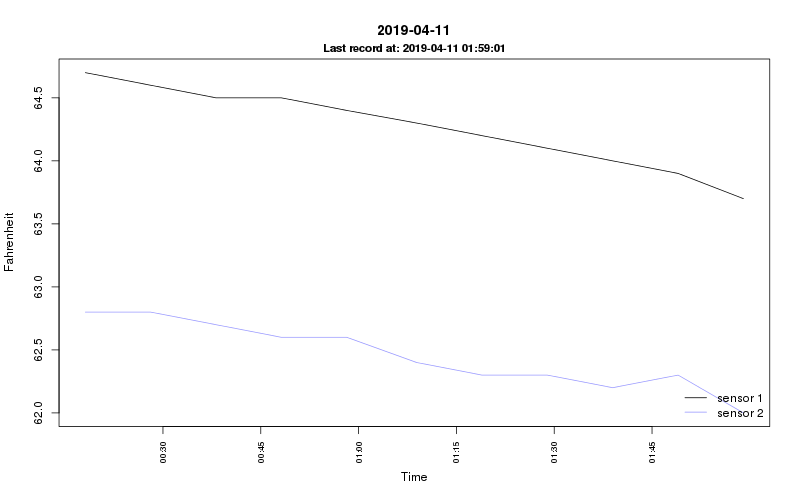 2019-04-11
Last record at: 2019-04-11 01:59:01
Fahrenheit
64.5
64.0
63.5
63.0
62.5
62.0
sensor 1
sensor 2
00:30 00:45 01:00 01:15 01:30 01:45
Time